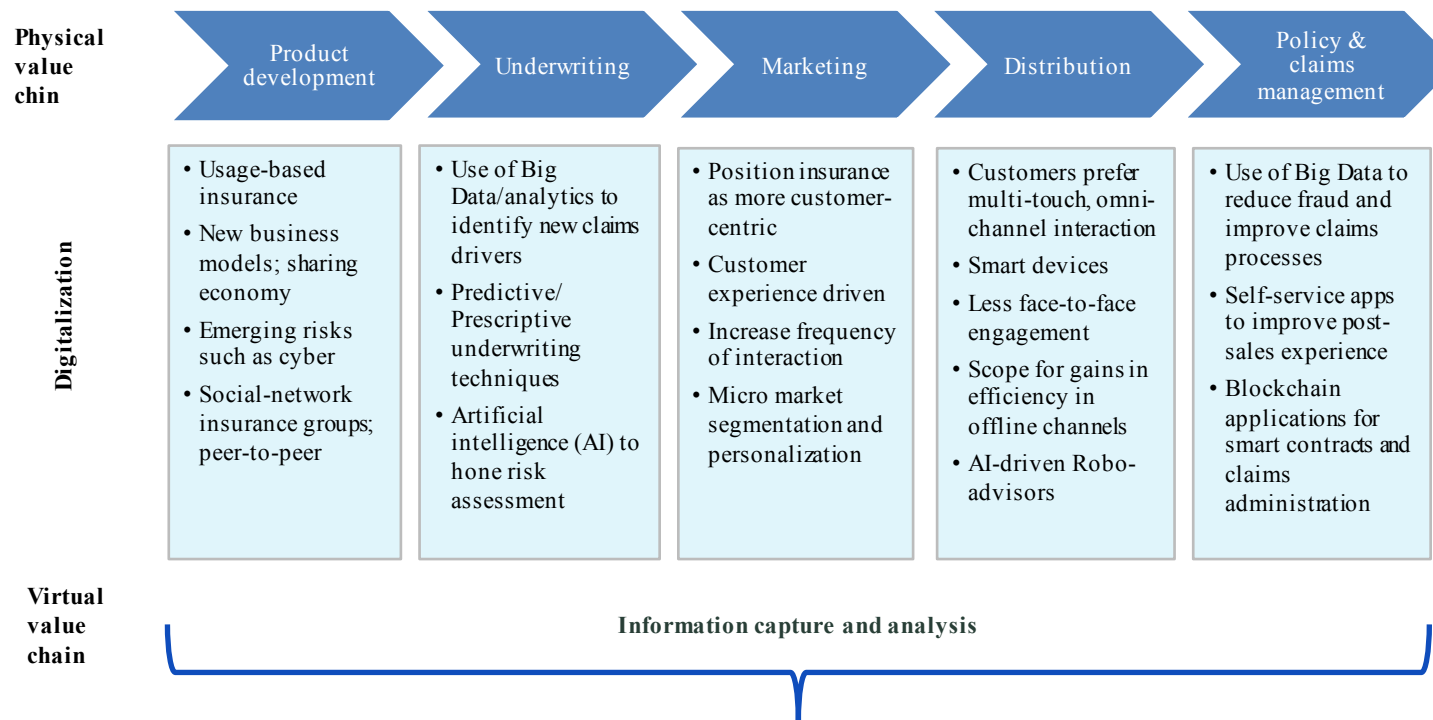 Physical
value
chin
Product
development
Underwriting
Marketing
Distribution
Policy &
claims
management
Digitalization
• Usage-based
insurance
• New business
models; sharing
economy
• Emerging risks
such as cyber
• Social-network
insurance groups;
peer-to-peer
• Use of Big
Data/analytics to
identify new claims
drivers
• Predictive/
Prescriptive
underwriting
techniques
• Artificial
intelligence (AI) to
hone risk
assessment
• Position insurance
as more customer-
centric
• Customer
experience driven
• Increase frequency
of interaction
• Micro market
segmentation and
personalization
• Customers prefer
multi-touch, omni-
channel interaction
• Smart devices
• Less face-to-face
engagement
• Scope for gains in
efficiency in
offline channels
• AI-driven Robo-
advisors
• Use of Big Data to
reduce fraud and
improve claims
processes
• Self-service apps
to improve post-
sales experience
• Blockchain
applications for
smart contracts and
claims
administration
Virtual
value
chain
Information capture and analysis